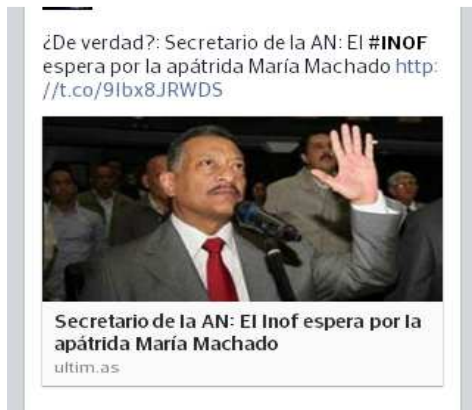 ¿De verdad?: Secretario de la AN: El #INOF
espera por la apátrida María Machado http:
//t.co/9Ibx8JRWDS
Secretario de la AN: El Inof espera por la
apátrida María Machado
ultim.as